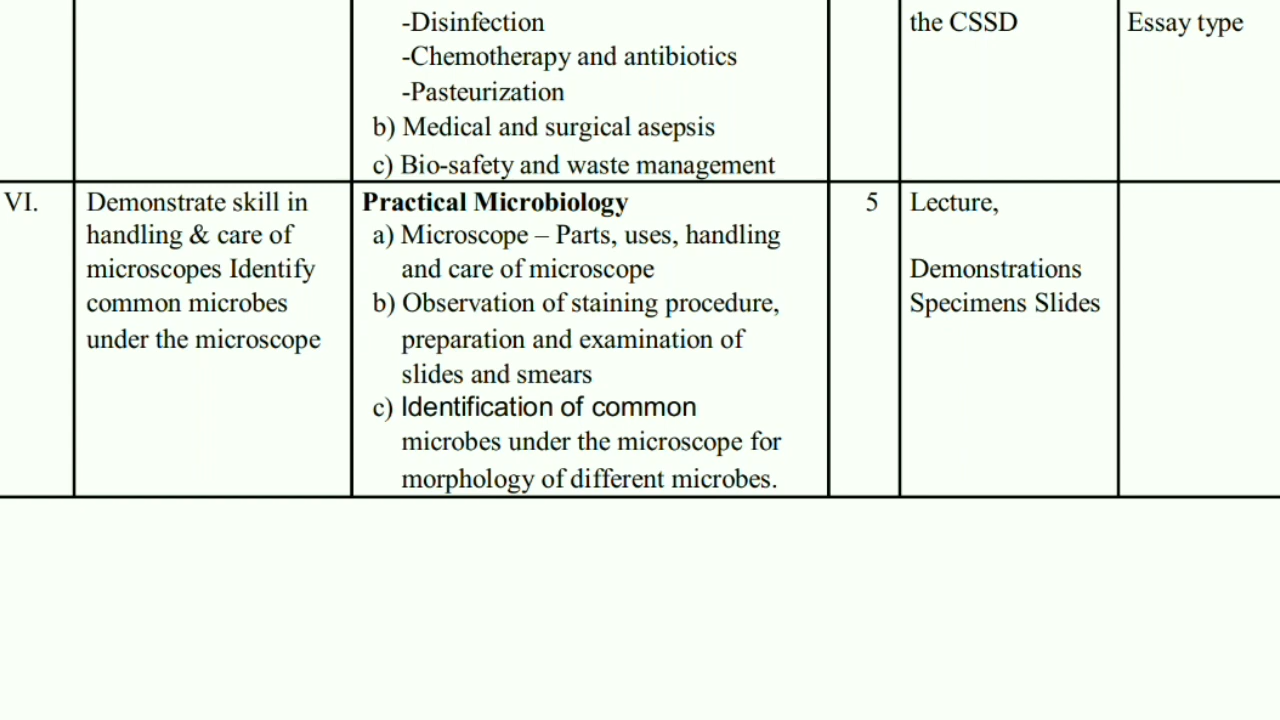 -Disinfection
-Chemotherapy and antibiotics
-Pasteurization
b) Medical and surgical asepsis
c) Bio-safety and waste management
the CSSD
Essay type
VI.
Demonstrate skill in
handling & care of
microscopes Identify
common microbes
under the microscope
Practical Microbiology
a) Microscope – Parts, uses, handling
and care of microscope
b) Observation of staining procedure,
preparation and examination of
slides and smears
c) Identification of common
microbes under the microscope for
morphology of different microbes.
5
Lecture,
Demonstrations
Specimens Slides